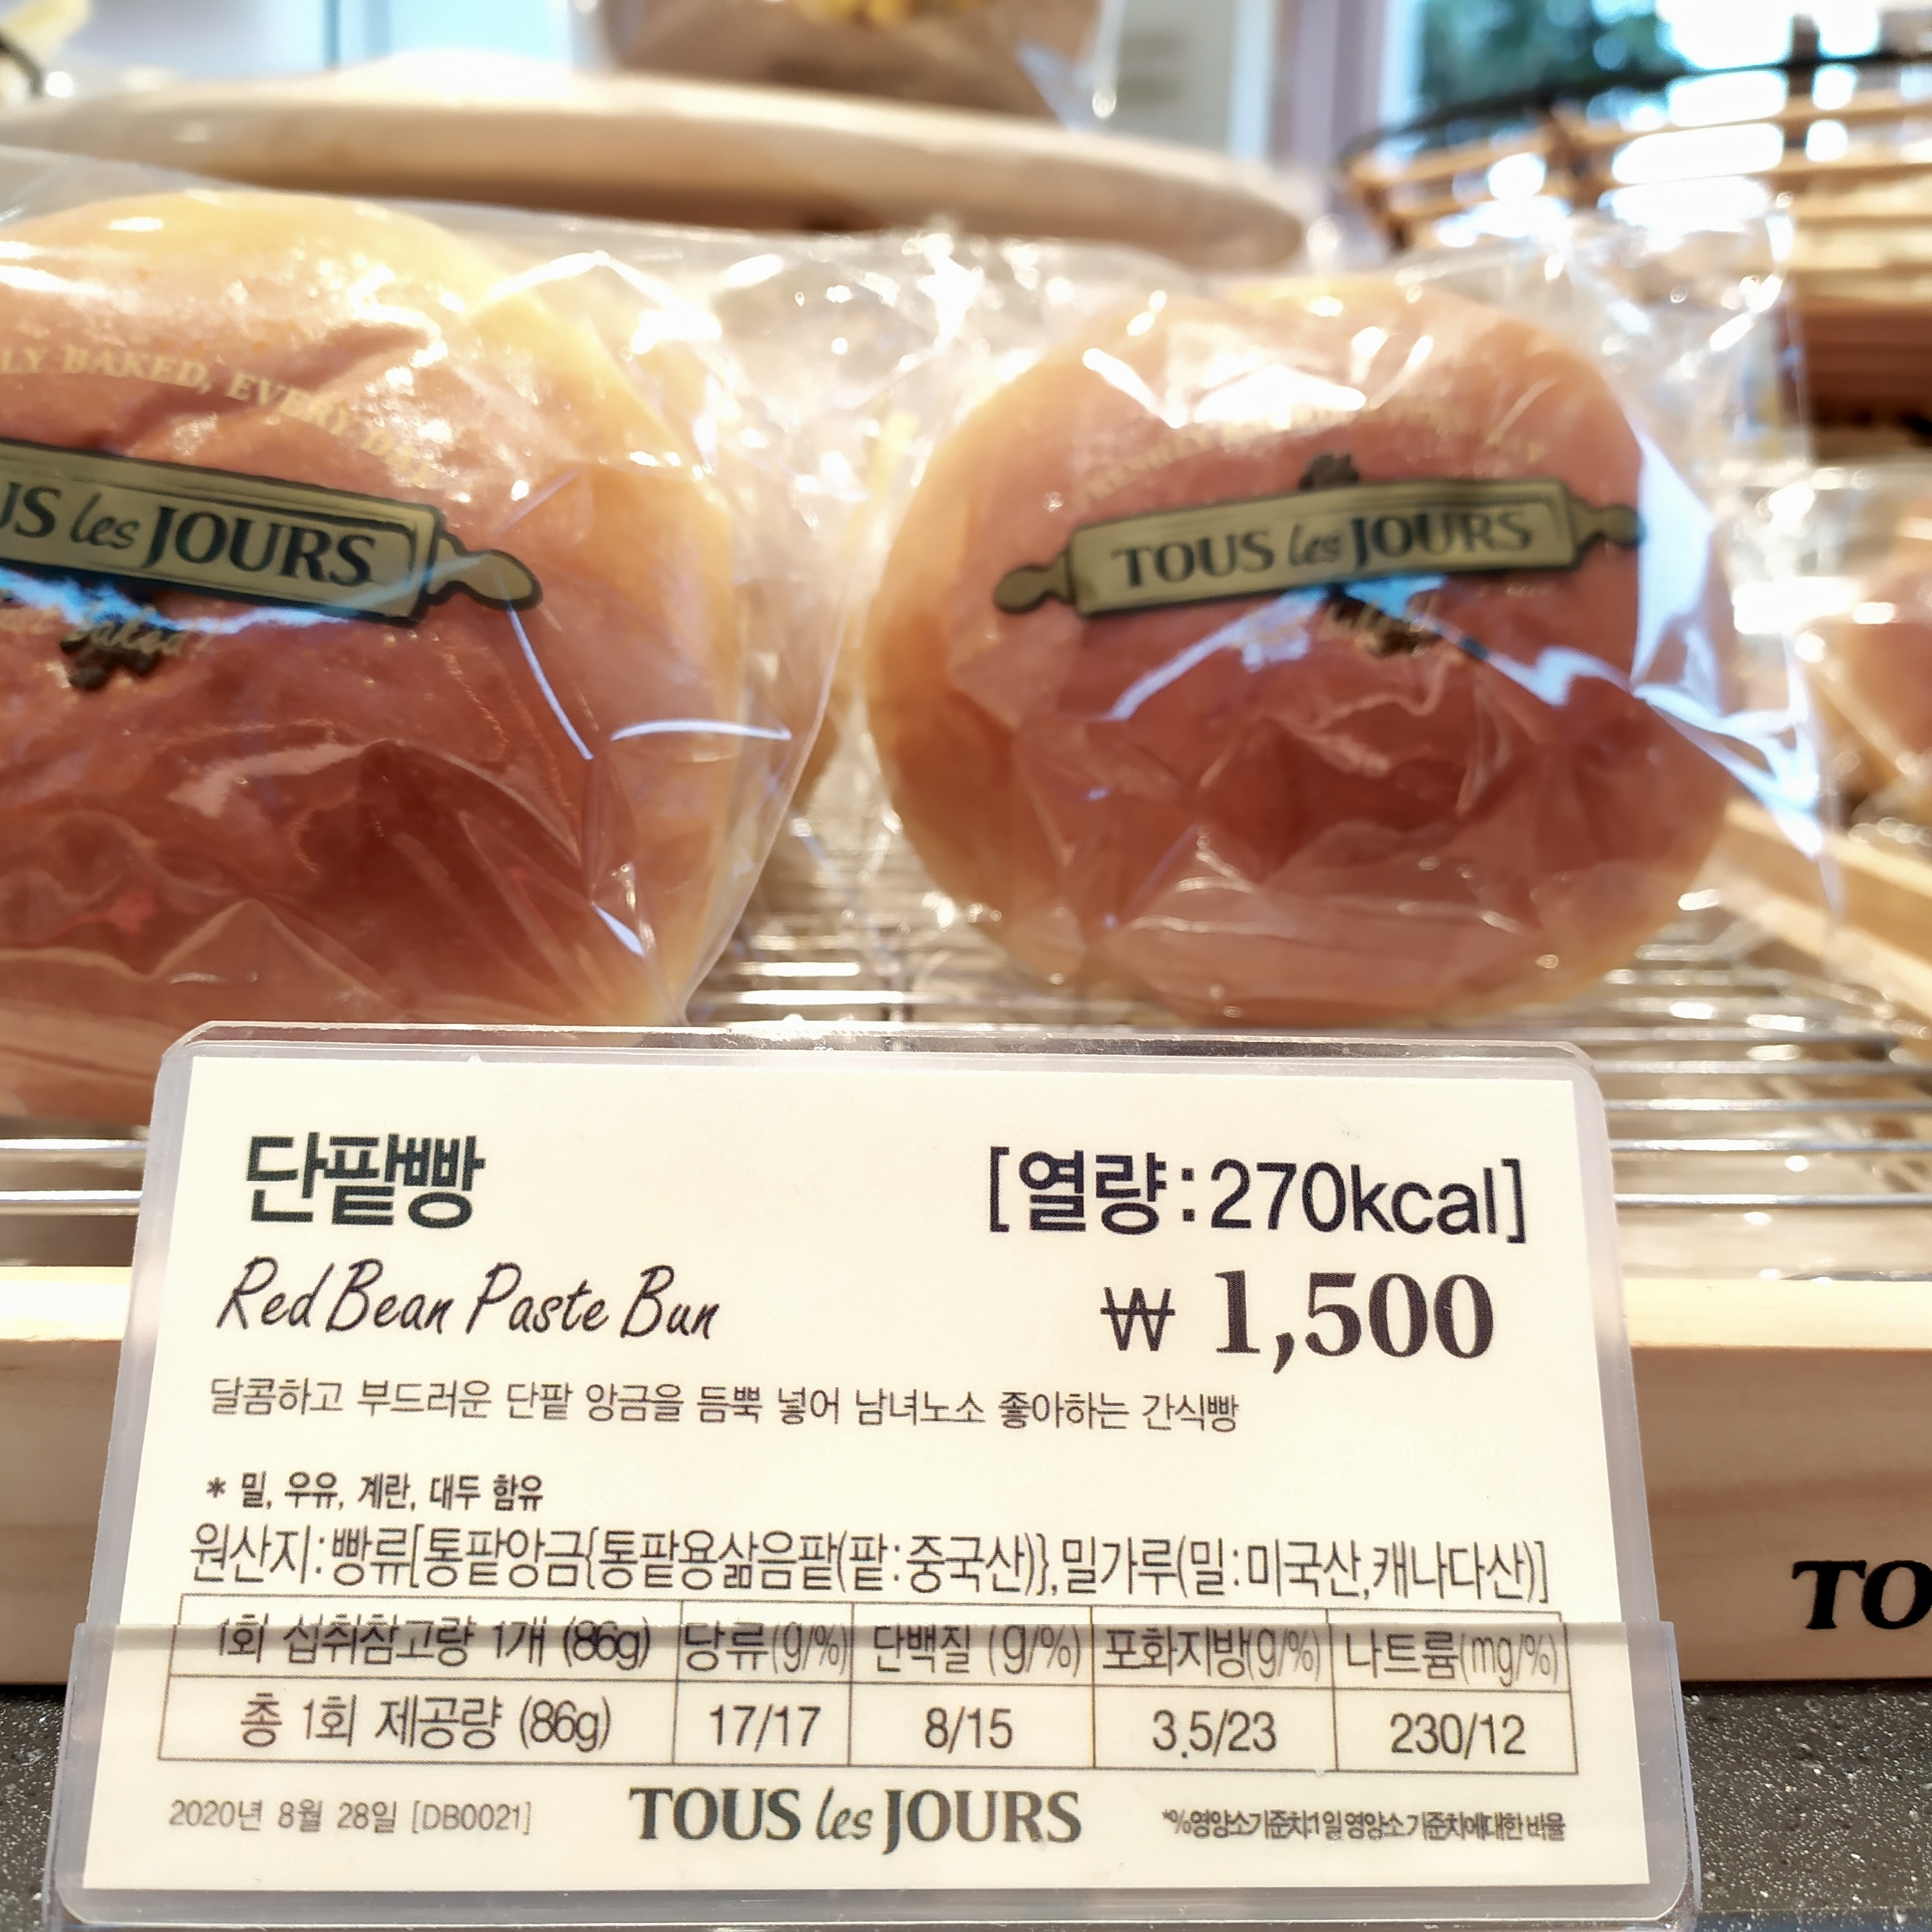 LY BAKED, EVERY DAY
US les JOURS
baked
TOUS les JOURS
단팥빵
[열량:270kcal]
Red Bean Paste Bun
₩ 1,500
달콤하고 부드러운 단팥 앙금을 듬뿍 넣어 남녀노소 좋아하는 간식빵
* 밀, 우유, 계란, 대두 함유
원산지:빵류[통팥앙금{통팥용삶음팥(팥:중국산)},밀가루(밀:미국산,캐나다산)]
1회 섭취참고량 1개 (86g) 당류(g/%) 단백질 (g/%) 포화지방(g/%) 나트륨(mg/%)
총 1회 제공량 (86g) 17/17 8/15 3.5/23 230/12
2020년 8월 28일 [DB0021]
TOUS les JOURS
*%영양소기준치:1일영양소기준치에대한비율
TO